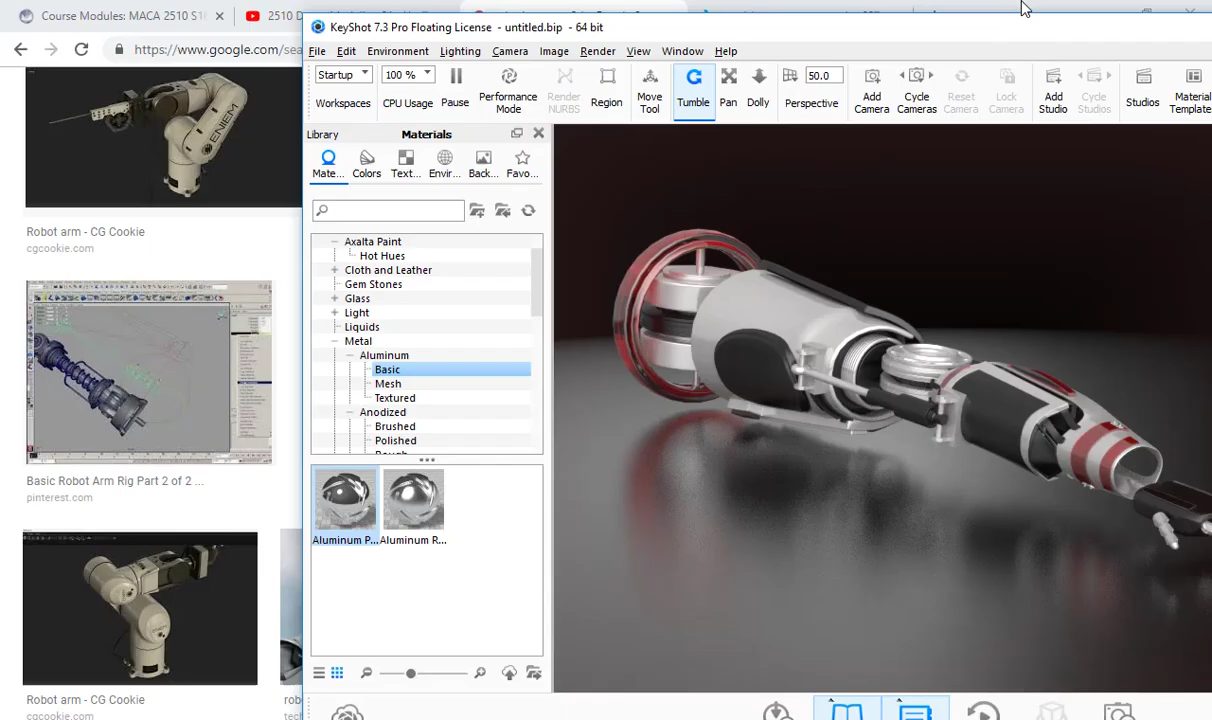 Course Modules: MACA 2510 S1
2510 D
https://www.google.com/sea
ENIEM
Robot arm - CG Cookie
cgcookie.com
Basic Robot Arm Rig Part 2 of 2 ...
pinterest.com
Robot arm - CG Cookie
cgcookie.com
KeyShot 7.3 Pro Floating License - untitled.bip - 64 bit
File Edit Environment Lighting Camera Image Render View Window Help
Startup 100 % 50.0
Workspaces CPU Usage Pause Performance Mode Render NURBS Region Move Tool Tumble Pan Dolly Perspective Add Camera Cycle Cameras Reset Camera Lock Camera Add Studio Cycle Studios Studios Material Template
Library Materials
Mate... Colors Text... Envir... Back... Favo...
Axalta Paint
Hot Hues
Cloth and Leather
Gem Stones
Glass
Light
Liquids
Metal
Aluminum
Basic
Mesh
Textured
Anodized
Brushed
Polished
Aluminum P... Aluminum R...